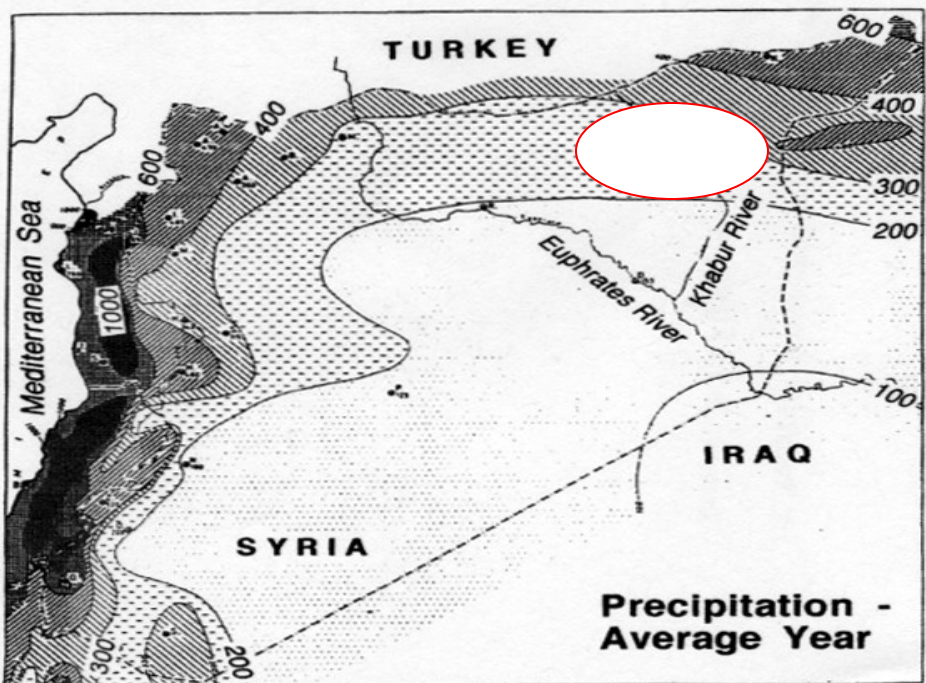 TURKEY
600
400
400
600
300
200
Mediterranean Sea
1000
Euphrates River
Khabur River
100
IRAQ
SYRIA
Precipitation -
Average Year
300
200